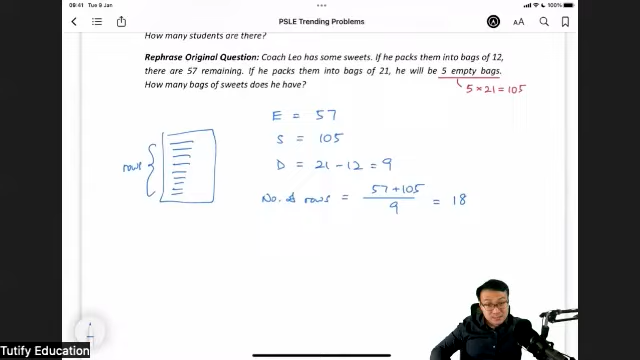 09:41 Tue 9 Jan
PSLE Trending Problems
AA
How many students are there?
Rephrase Original Question: Coach Leo has some sweets. If he packs them into bags of 12,
there are 57 remaining. If he packs them into bags of 21, he will be 5 empty bags.
How many bags of sweets does he have?
5 × 21 = 105
E = 57
S = 105
rows
D = 21 - 12 = 9
No. of rows = 57 + 105 / 9 = 18
Tutify Education